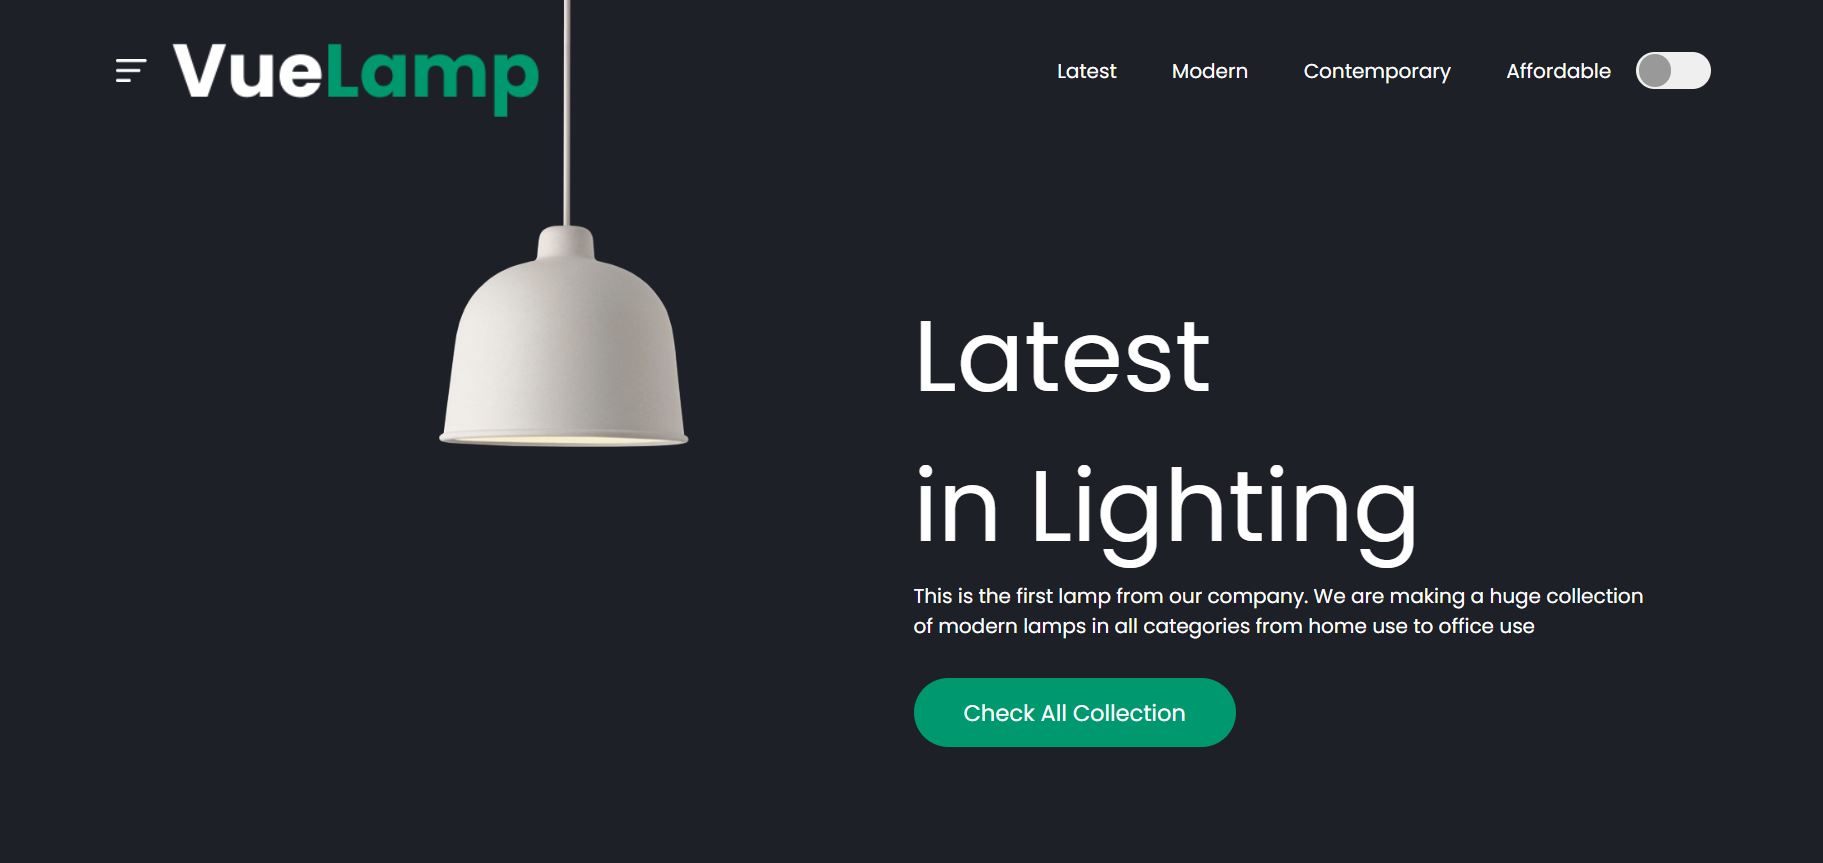 VueLamp
Latest
Modern
Contemporary
Affordable
Latest
in Lighting
This is the first lamp from our company. We are making a huge collection
of modern lamps in all categories from home use to office use
Check All Collection